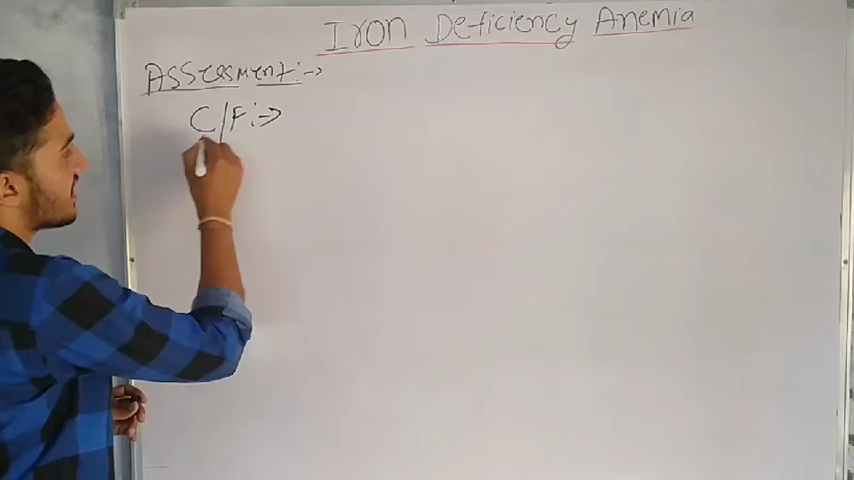 Iron Deficiency Anemia
Assessment :->
C/F :->